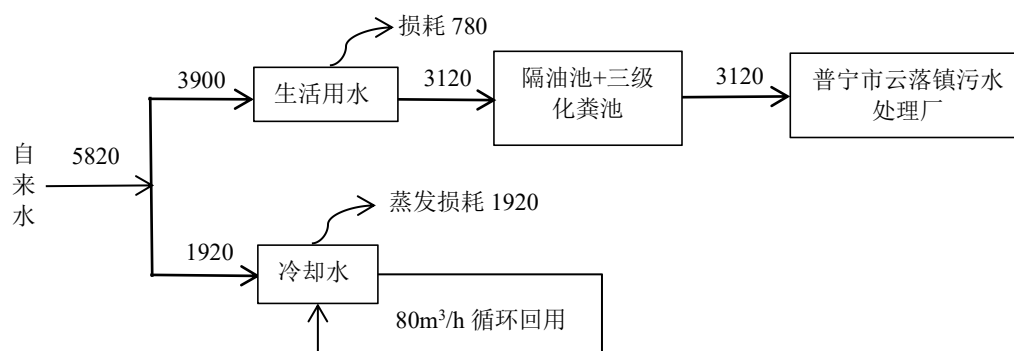 损耗 780
3900
生活用水
3120
隔油池+三级
化粪池
3120
普宁市云落镇污水
处理厂
自
来
水
5820
蒸发损耗 1920
1920
冷却水
80m³/h 循环回用